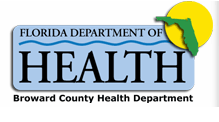 FLORIDA DEPARTMENT OF
HEALTH
Broward County Health Department